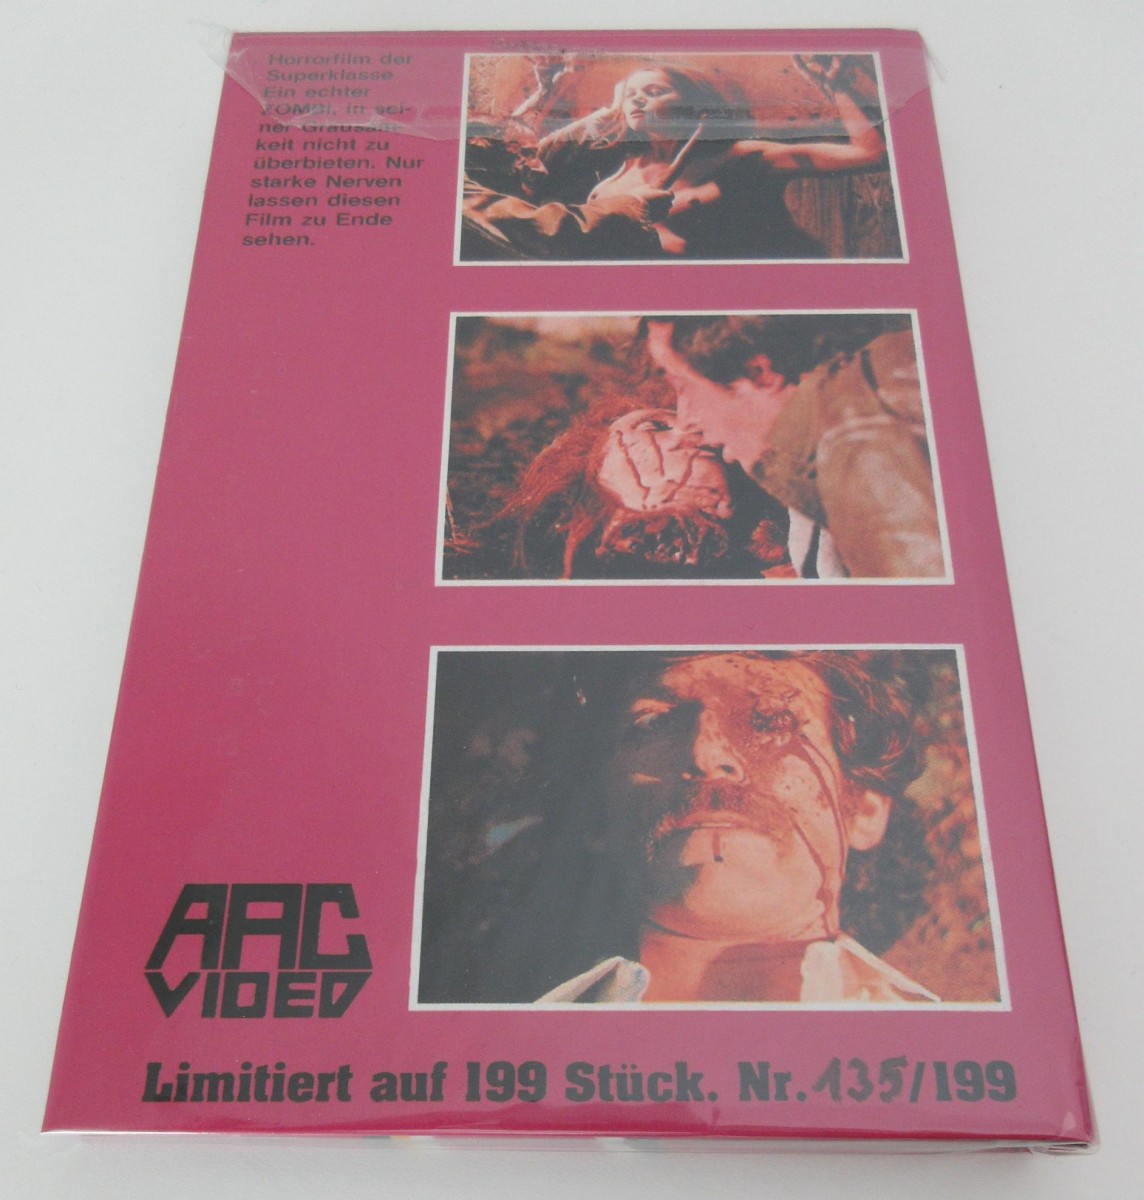 Horrorfilm der
Superklasse
Ein echter
ZOMBI, in sei-
ner Grausam-
keit nicht zu
überbieten. Nur
starke Nerven
lassen diesen
Film zu Ende
sehen.
AAC
VIDEO
Limitiert auf 199 Stück. Nr. 135/199